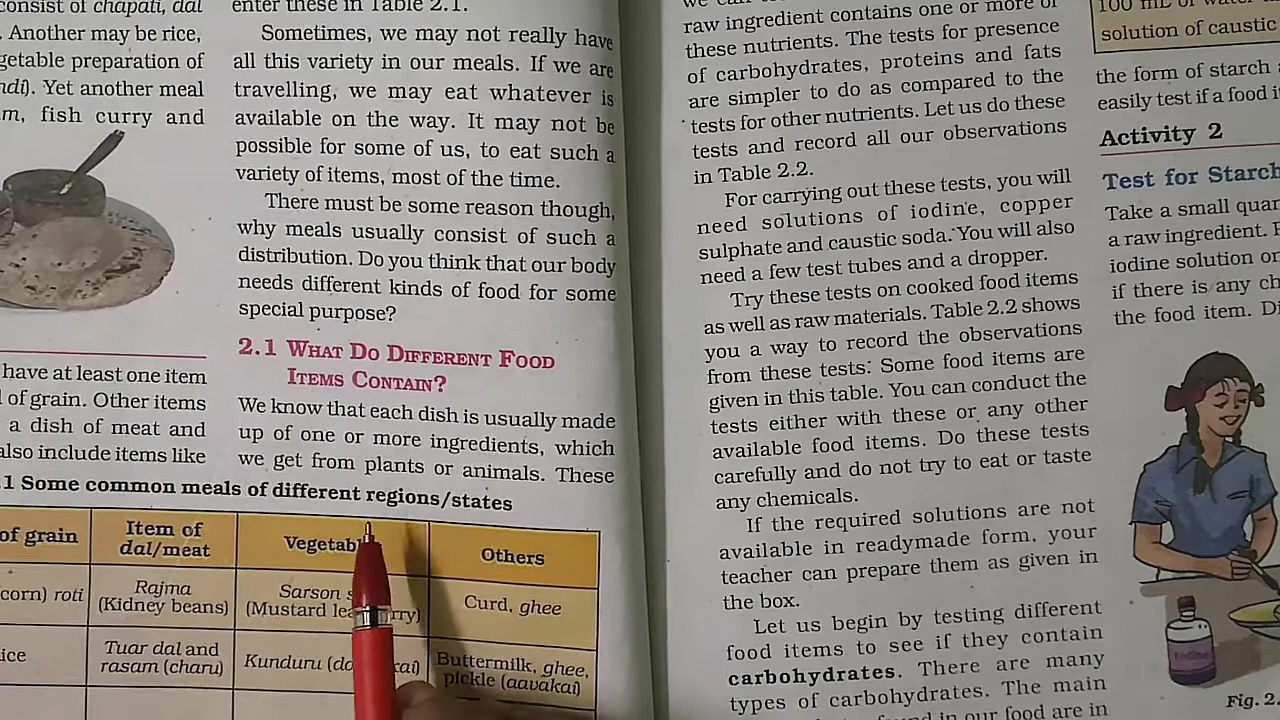 consist of chapati, dal
. Another may be rice,
getable preparation of
ndi). Yet another meal
m, fish curry and
have at least one item
l of grain. Other items
a dish of meat and
also include items like
enter these in Table 2.1.
Sometimes, we may not really have
all this variety in our meals. If we are
travelling, we may eat whatever is
available on the way. It may not be
possible for some of us, to eat such a
variety of items, most of the time.
There must be some reason though,
why meals usually consist of such a
distribution. Do you think that our body
needs different kinds of food for some
special purpose?
2.1 What Do Different Food
Items Contain?
We know that each dish is usually made
up of one or more ingredients, which
we get from plants or animals. These
.1 Some common meals of different regions/states
of grain Item of dal/meat Vegetab Others
corn) roti Rajma (Kidney beans) Sarson s (Mustard lea rry) Curd, ghee
ice Tuar dal and rasam (charu) Kunduru (do kai) Buttermilk, ghee, pickle (aavakai)
raw ingredient contains one or more of
these nutrients. The tests for presence
of carbohydrates, proteins and fats
are simpler to do as compared to the
tests for other nutrients. Let us do these
tests and record all our observations
in Table 2.2.
For carrying out these tests, you will
need solutions of iodine, copper
sulphate and caustic soda. You will also
need a few test tubes and a dropper.
Try these tests on cooked food items
as well as raw materials. Table 2.2 shows
you a way to record the observations
from these tests. Some food items are
given in this table. You can conduct the
tests either with these or any other
available food items. Do these tests
carefully and do not try to eat or taste
any chemicals.
If the required solutions are not
available in readymade form, your
teacher can prepare them as given in
the box.
Let us begin by testing different
food items to see if they contain
carbohydrates. There are many
types of carbohydrates. The main
found in our food are in
100 mL of water
solution of caustic
the form of starch
easily test if a food i
Activity 2
Test for Starch
Take a small quan
a raw ingredient.
iodine solution on
if there is any ch
the food item. Di
Iodine
Fig. 2.